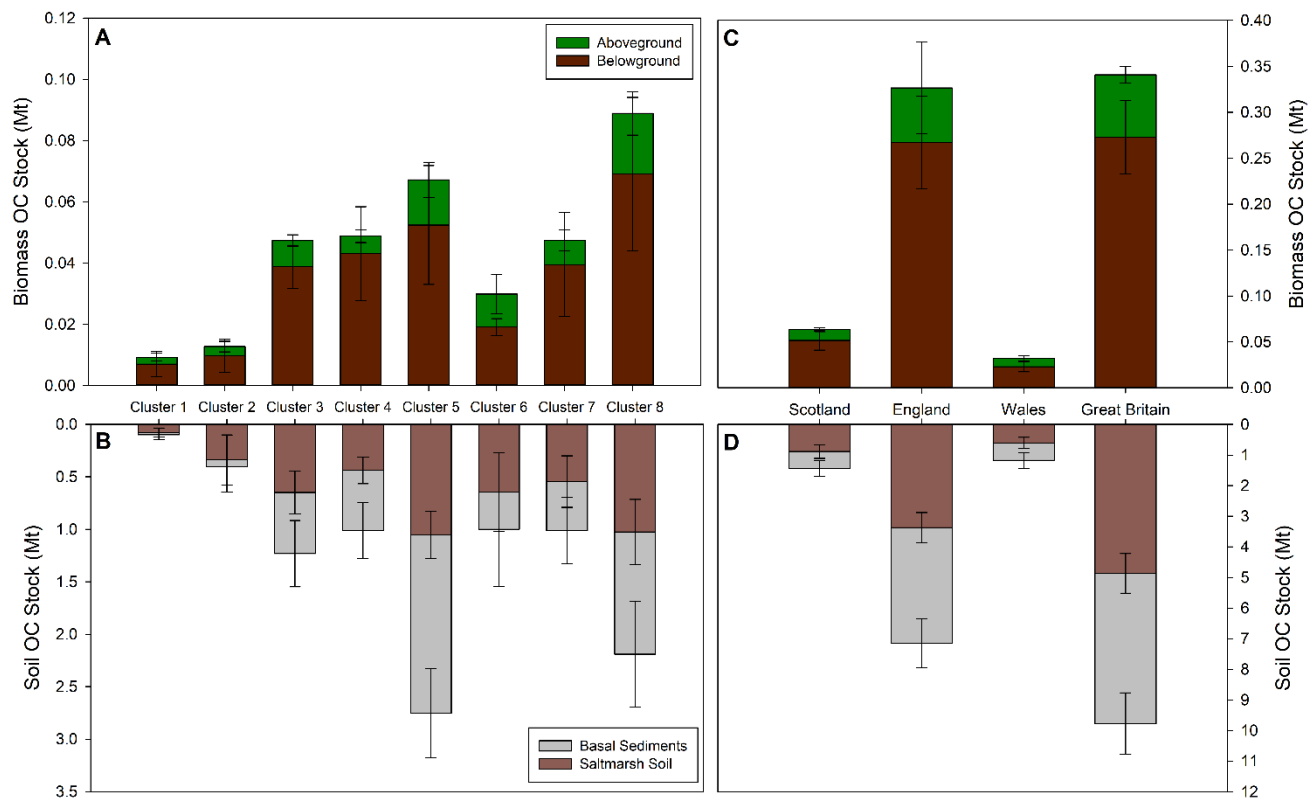 A
Biomass OC Stock (Mt)
0.12
0.10
0.08
0.06
0.04
0.02
0.00
Aboveground
Belowground
C
0.40
0.35
0.30
0.25
0.20
0.15
0.10
0.05
0.00
Biomass OC Stock (Mt)
Cluster 1 Cluster 2 Cluster 3 Cluster 4 Cluster 5 Cluster 6 Cluster 7 Cluster 8
Scotland England Wales Great Britain
B
Soil OC Stock (Mt)
0.0
0.5
1.0
1.5
2.0
2.5
3.0
3.5
Basal Sediments
Saltmarsh Soil
D
0
1
2
3
4
5
6
7
8
9
10
11
12
Soil OC Stock (Mt)